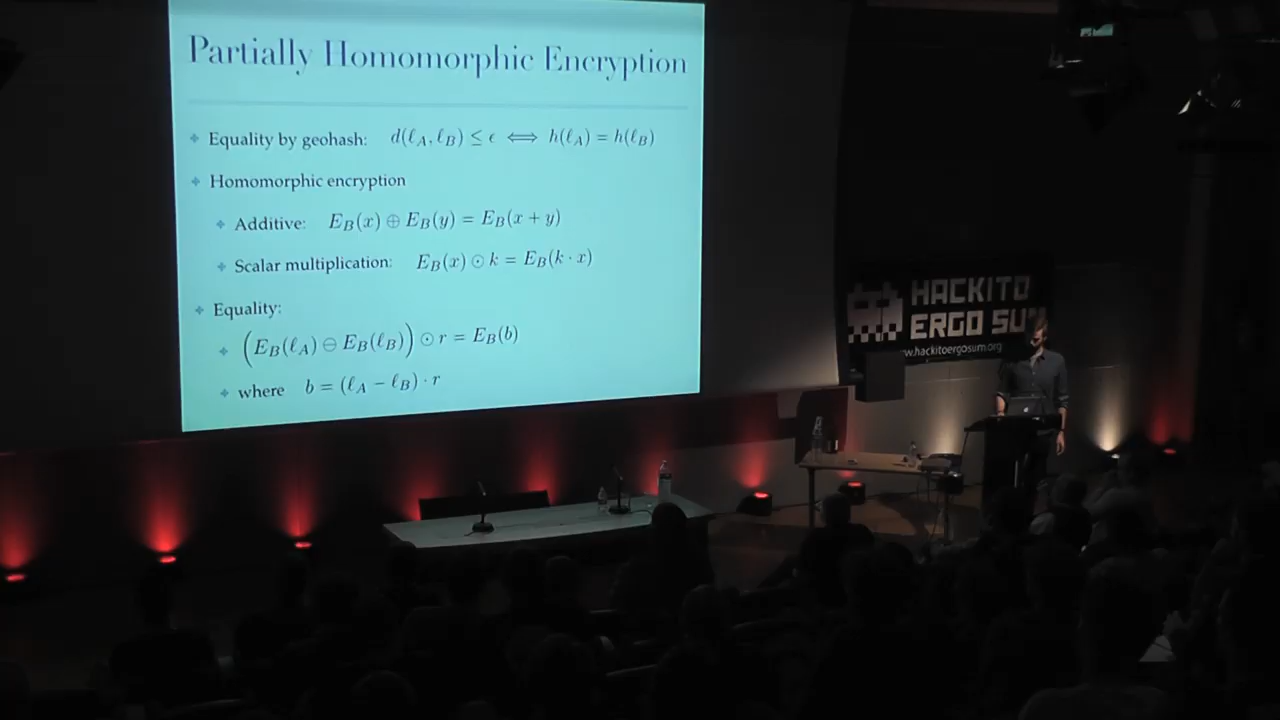 Partially Homomorphic Encryption
Equality by geohash: d(ℓ_A, ℓ_B) ≤ ϵ ⟺ h(ℓ_A) = h(ℓ_B)
Homomorphic encryption
Additive: E_B(x) ⊕ E_B(y) = E_B(x + y)
Scalar multiplication: E_B(x) ⊙ k = E_B(k · x)
Equality:
(E_B(ℓ_A) ⊖ E_B(ℓ_B)) ⊙ r = E_B(b)
where b = (ℓ_A − ℓ_B) · r
HACKITO
ERGO SUM
www.hackitoergosum.org